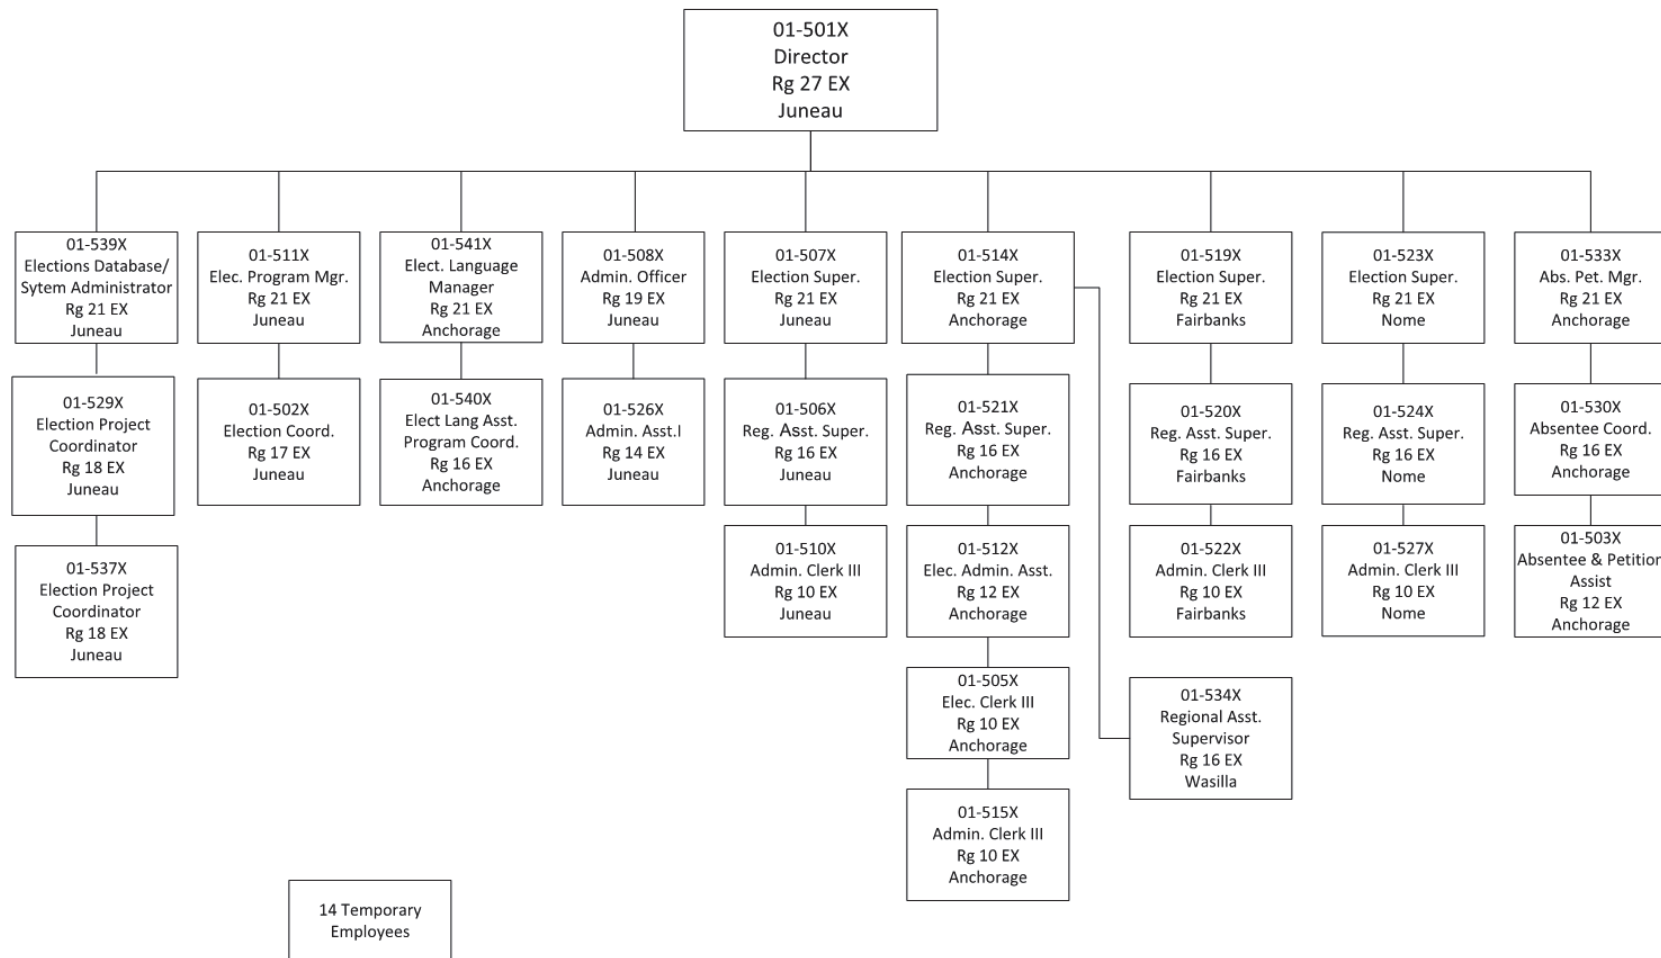 01-501X
Director
Rg 27 EX
Juneau
01-539X
Elections Database/
Sytem Administrator
Rg 21 EX
Juneau
01-511X
Elec. Program Mgr.
Rg 21 EX
Juneau
01-541X
Elect. Language
Manager
Rg 21 EX
Anchorage
01-508X
Admin. Officer
Rg 19 EX
Juneau
01-507X
Election Super.
Rg 21 EX
Juneau
01-514X
Election Super.
Rg 21 EX
Anchorage
01-519X
Election Super.
Rg 21 EX
Fairbanks
01-523X
Election Super.
Rg 21 EX
Nome
01-533X
Abs. Pet. Mgr.
Rg 21 EX
Anchorage
01-529X
Election Project
Coordinator
Rg 18 EX
Juneau
01-502X
Election Coord.
Rg 17 EX
Juneau
01-540X
Elect Lang Asst.
Program Coord.
Rg 16 EX
Anchorage
01-526X
Admin. Asst.I
Rg 14 EX
Juneau
01-506X
Reg. Asst. Super.
Rg 16 EX
Juneau
01-521X
Reg. Asst. Super.
Rg 16 EX
Anchorage
01-520X
Reg. Asst. Super.
Rg 16 EX
Fairbanks
01-524X
Reg. Asst. Super.
Rg 16 EX
Nome
01-530X
Absentee Coord.
Rg 16 EX
Anchorage
01-537X
Election Project
Coordinator
Rg 18 EX
Juneau
01-510X
Admin. Clerk III
Rg 10 EX
Juneau
01-512X
Elec. Admin. Asst.
Rg 12 EX
Anchorage
01-522X
Admin. Clerk III
Rg 10 EX
Fairbanks
01-527X
Admin. Clerk III
Rg 10 EX
Nome
01-503X
Absentee & Petition
Assist
Rg 12 EX
Anchorage
01-505X
Elec. Clerk III
Rg 10 EX
Anchorage
01-534X
Regional Asst.
Supervisor
Rg 16 EX
Wasilla
01-515X
Admin. Clerk III
Rg 10 EX
Anchorage
14 Temporary
Employees